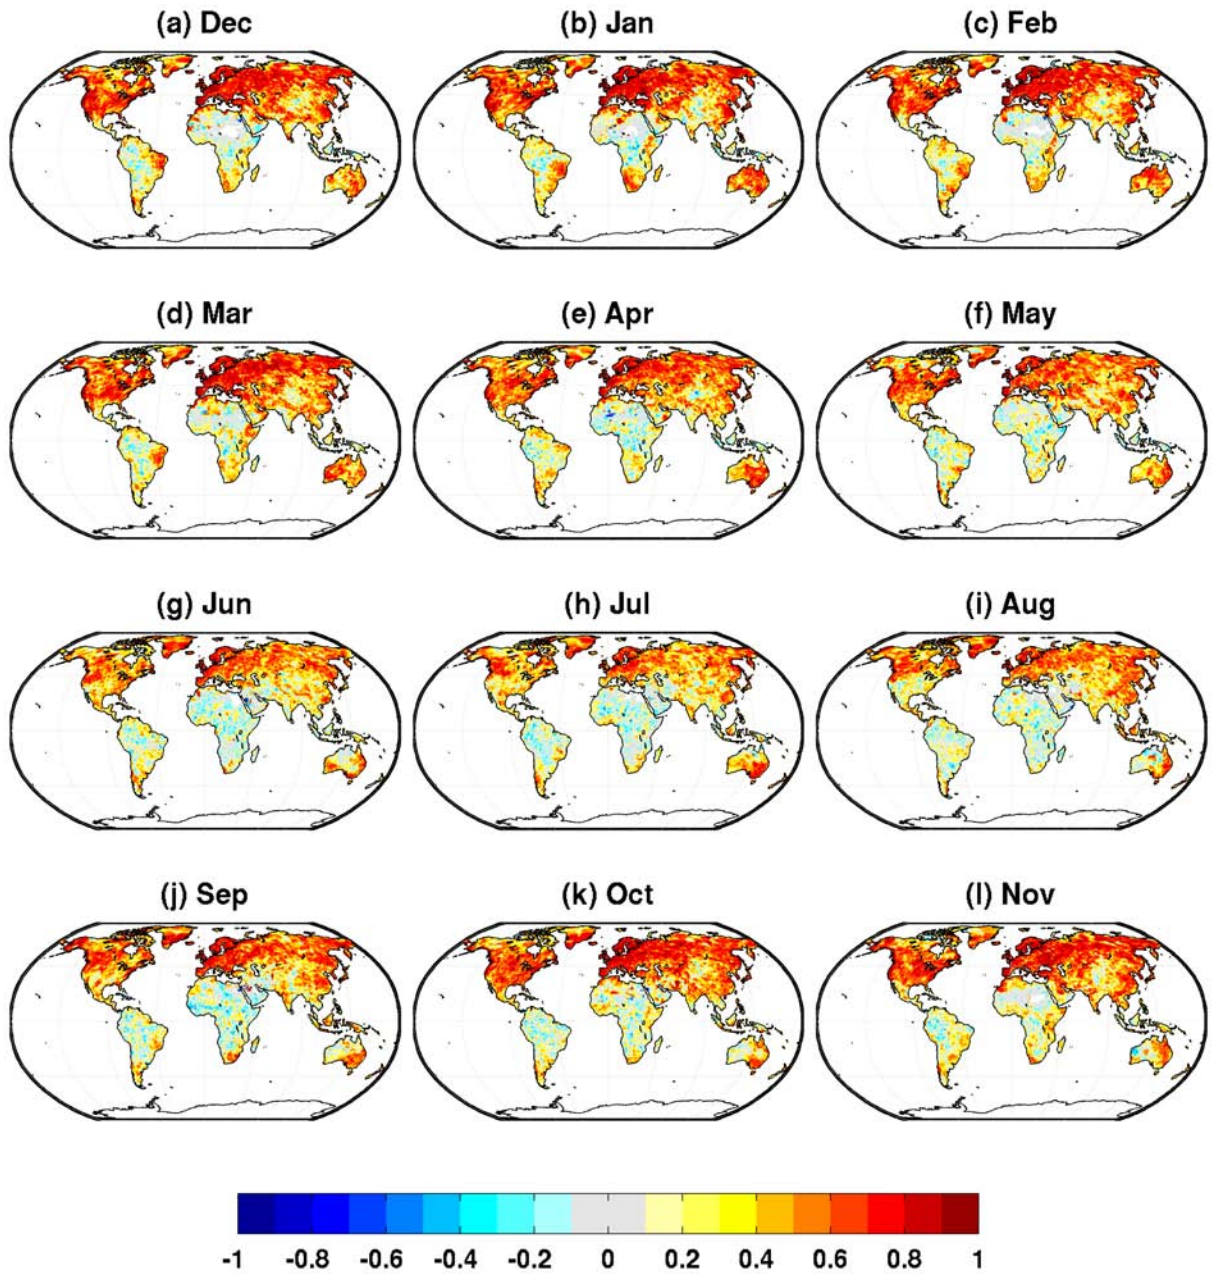 (a) Dec (b) Jan (c) Feb
(d) Mar (e) Apr (f) May
(g) Jun (h) Jul (i) Aug
(j) Sep (k) Oct (l) Nov
-1 -0.8 -0.6 -0.4 -0.2 0 0.2 0.4 0.6 0.8 1